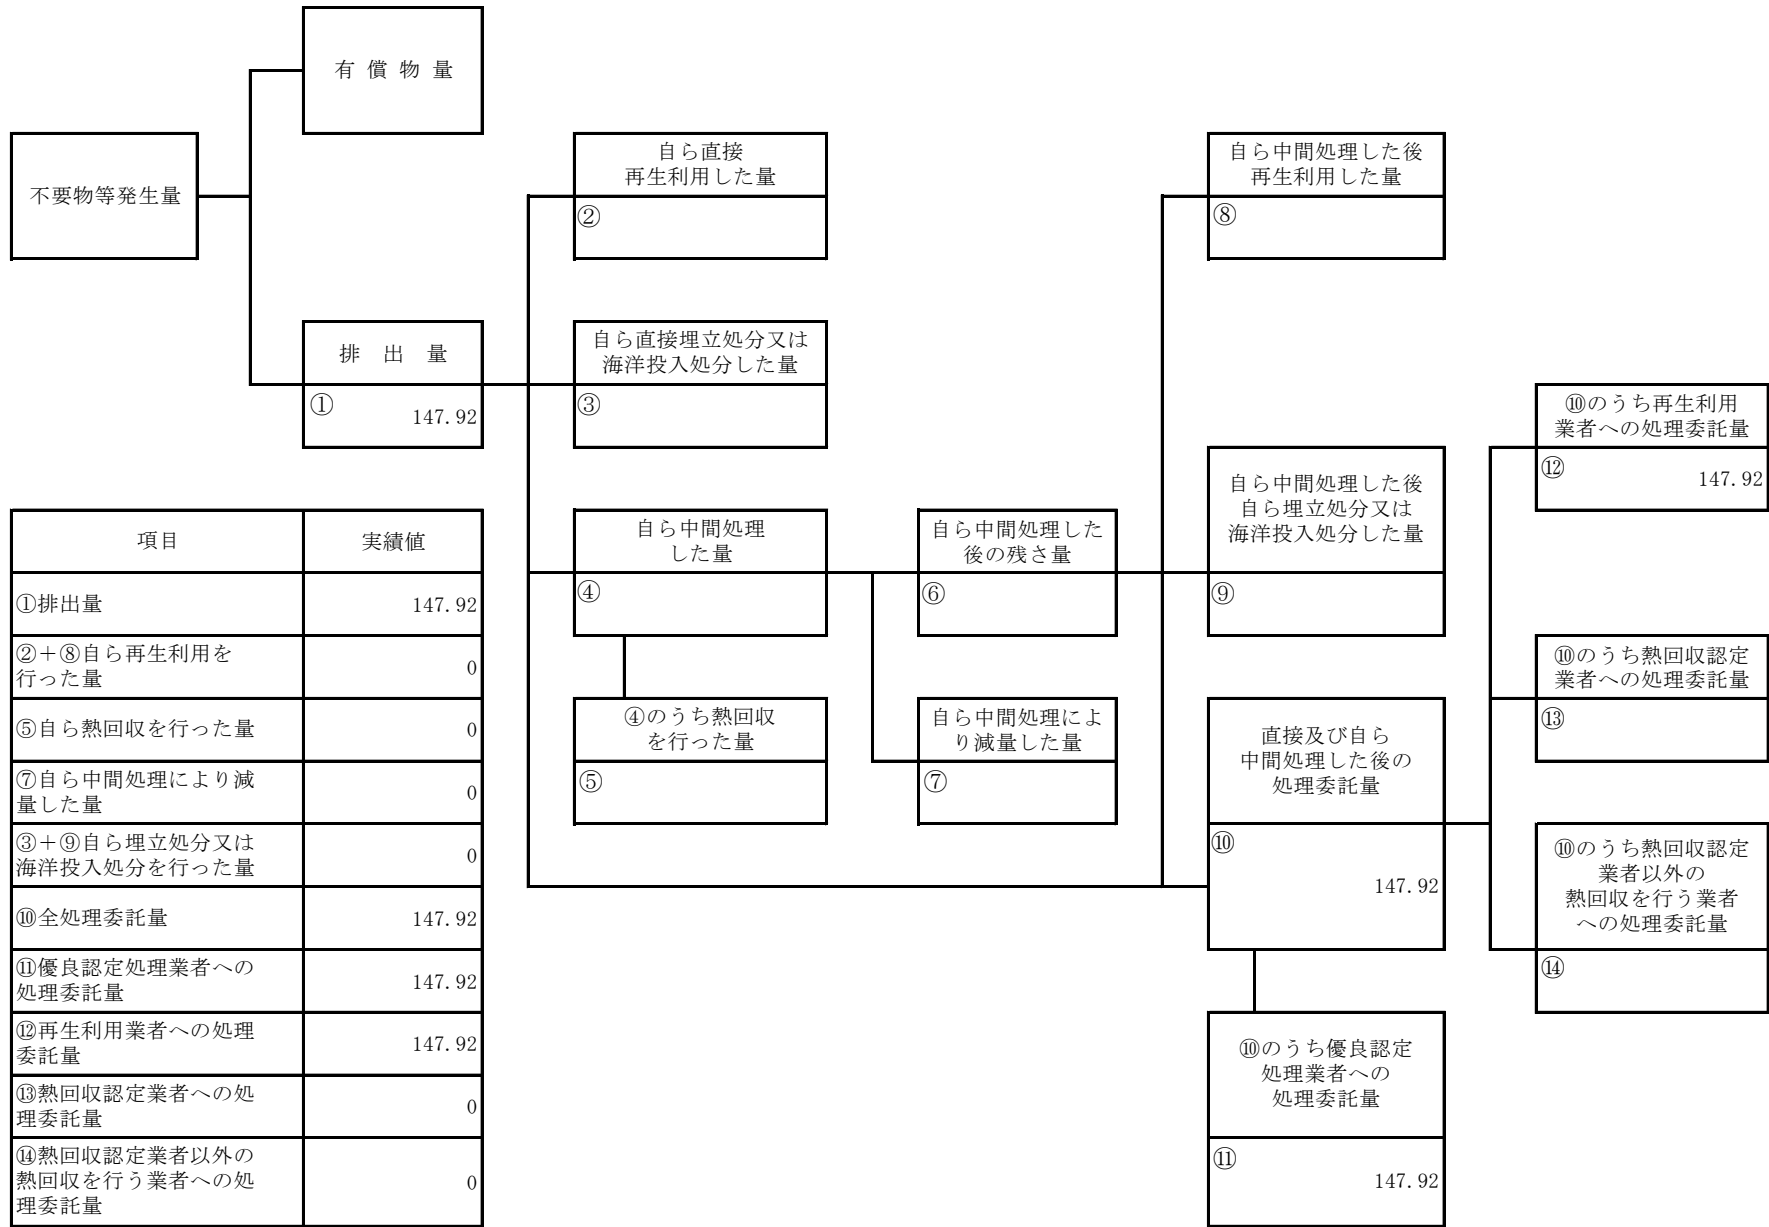 有 償 物 量
不要物等発生量
排 出 量
①
147.92
自ら直接
再生利用した量
②
自ら直接埋立処分又は
海洋投入処分した量
③
自ら中間処理
した量
④
④のうち熱回収
を行った量
⑤
自ら中間処理した
後の残さ量
⑥
自ら中間処理によ
り減量した量
⑦
自ら中間処理した後
再生利用した量
⑧
自ら中間処理した後
自ら埋立処分又は
海洋投入処分した量
⑨
直接及び自ら
中間処理した後の
処理委託量
⑩
147.92
⑩のうち優良認定
処理業者への
処理委託量
⑪
147.92
⑩のうち再生利用
業者への処理委託量
⑫
147.92
⑩のうち熱回収認定
業者への処理委託量
⑬
⑩のうち熱回収認定
業者以外の
熱回収を行う業者
への処理委託量
⑭
項目 実績値
①排出量 147.92
②+⑧自ら再生利用を
行った量 0
⑤自ら熱回収を行った量 0
⑦自ら中間処理により減
量した量 0
③+⑨自ら埋立処分又は
海洋投入処分を行った量 0
⑩全処理委託量 147.92
⑪優良認定処理業者への
処理委託量 147.92
⑫再生利用業者への処理
委託量 147.92
⑬熱回収認定業者への処
理委託量 0
⑭熱回収認定業者以外の
熱回収を行う業者への処
理委託量 0